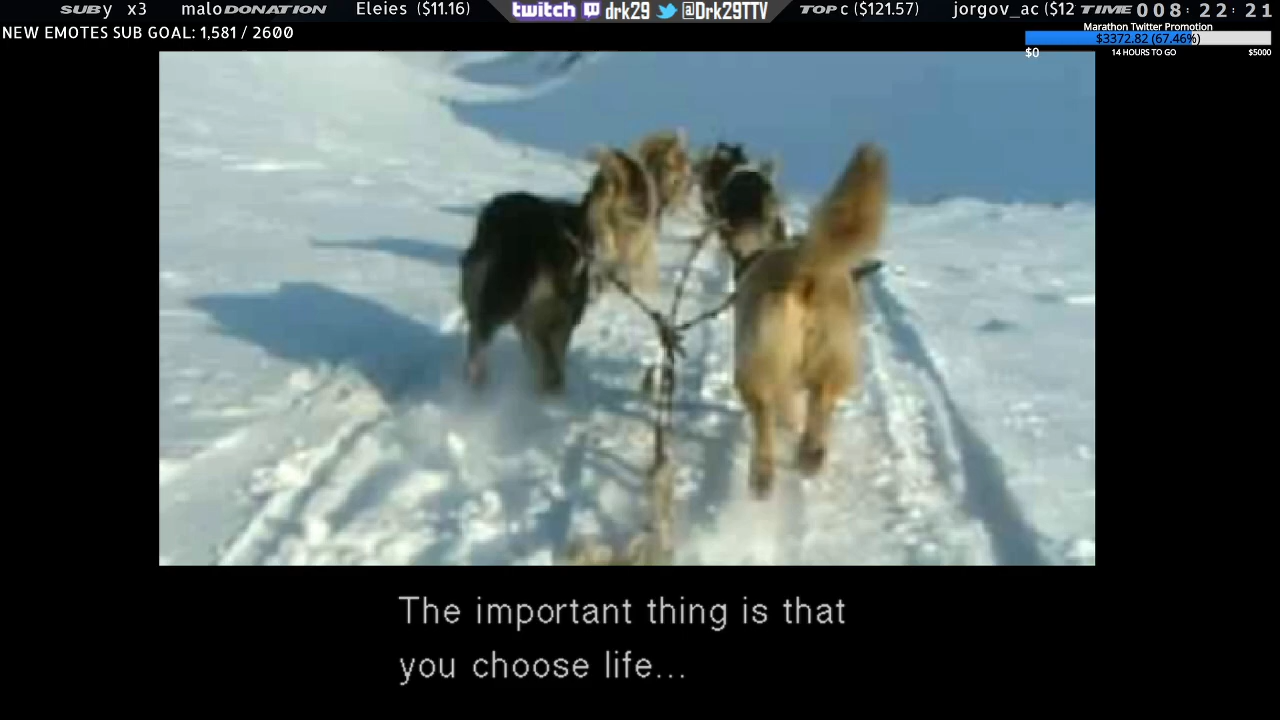 SUB y x3 malo DONATION Eleies ($11.16) twitch drk29 @Drk29TTV TOP c ($121.57) jorgov_ac ($12 TIME 008:22:21
NEW EMOTES SUB GOAL: 1,581 / 2600
Marathon Twitter Promotion
$3372.82 (67.46%)
$0 14 HOURS TO GO $5000
The important thing is that
you choose life...